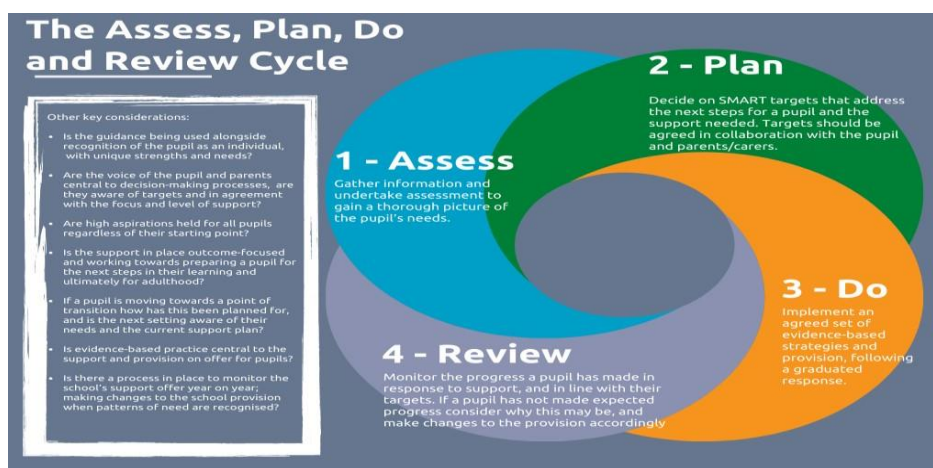 The Assess, Plan, Do
and Review Cycle
Other key considerations:
• Is the guidance being used alongside
recognition of the pupil as an individual,
with unique strengths and needs?
• Are the voice of the pupil and parents
central to decision-making processes, are
they aware of targets and in agreement
with the focus and level of support?
• Are high aspirations held for all pupils
regardless of their starting point?
• Is the support in place outcome-focused
and working towards preparing a pupil for
the next steps in their learning and
ultimately for adulthood?
• If a pupil is moving towards a point of
transition how has this been planned for,
and is the next setting aware of their
needs and the current support plan?
• Is evidence-based practice central to the
support and provision on offer for pupils?
• Is there a process in place to monitor the
school's support offer year on year;
making changes to the school provision
when patterns of need are recognised?
1 - Assess
Gather information and
undertake assessment to
gain a thorough picture of
the pupil's needs.
2 - Plan
Decide on SMART targets that address
the next steps for a pupil and the
support needed. Targets should be
agreed in collaboration with the pupil
and parents/carers.
3 - Do
Implement an
agreed set of
evidence-based
strategies and
provision, following
a graduated
response.
4 - Review
Monitor the progress a pupil has made in
response to support, and in line with their
targets. If a pupil has not made expected
progress consider why this may be, and
make changes to the provision accordingly